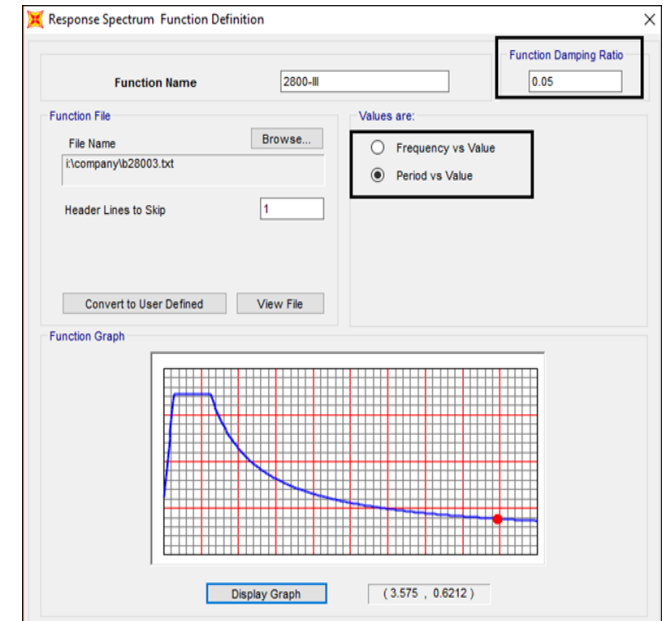 Response Spectrum Function Definition
Function Damping Ratio
Function Name
2800-III
0.05
Function File
Values are:
File Name
Browse...
Frequency vs Value
i:\company\b28003.txt
Period vs Value
Header Lines to Skip
1
Convert to User Defined
View File
Function Graph
Display Graph
( 3.575 , 0.6212 )